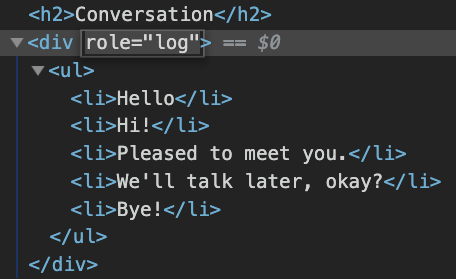 <h2>Conversation</h2>
▼<div role="log"> == $0
▼<ul>
<li>Hello</li>
<li>Hi!</li>
<li>Pleased to meet you.</li>
<li>We'll talk later, okay?</li>
<li>Bye!</li>
</ul>
</div>